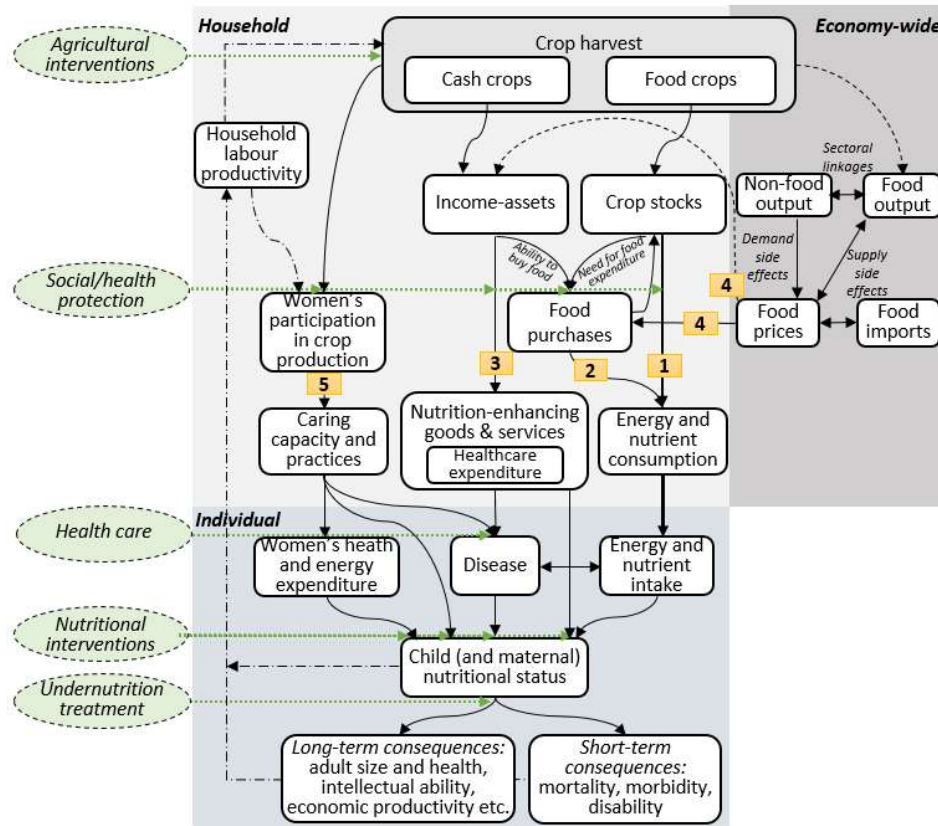 Household
Economy-wide
Agricultural
interventions
Crop harvest
Cash crops
Food crops
Household
labour
productivity
Sectoral
linkages
Income-assets
Crop stocks
Non-food
output
Food
output
Ability to
buy food
Need for food
expenditure
Demand
side
effects
Supply
side
effects
Social/health
protection
Women's
participation
in crop
production
Food
purchases
4
4
Food
prices
Food
imports
5
3
2
1
Caring
capacity and
practices
Nutrition-enhancing
goods & services
Healthcare
expenditure
Energy and
nutrient
consumption
Individual
Health care
Women's heath
and energy
expenditure
Disease
Energy and
nutrient
intake
Nutritional
interventions
Child (and maternal)
nutritional status
Undernutrition
treatment
Long-term consequences:
adult size and health,
intellectual ability,
economic productivity etc.
Short-term
consequences:
mortality, morbidity,
disability